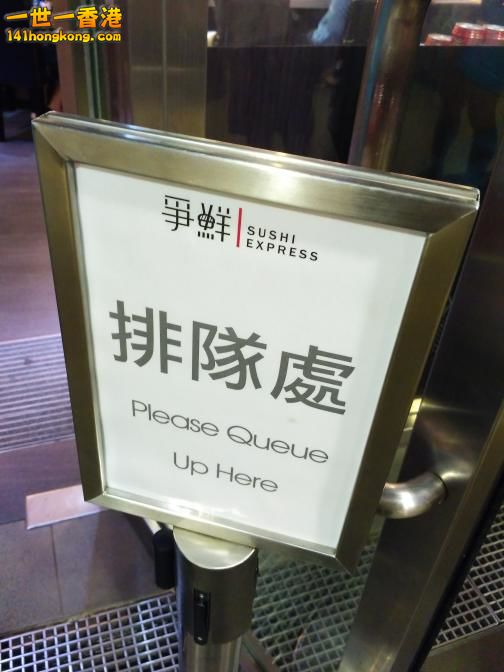 一世一香港
141hongkong.com
爭鮮 SUSHI
EXPRESS
排隊處
Please Queue
Up Here